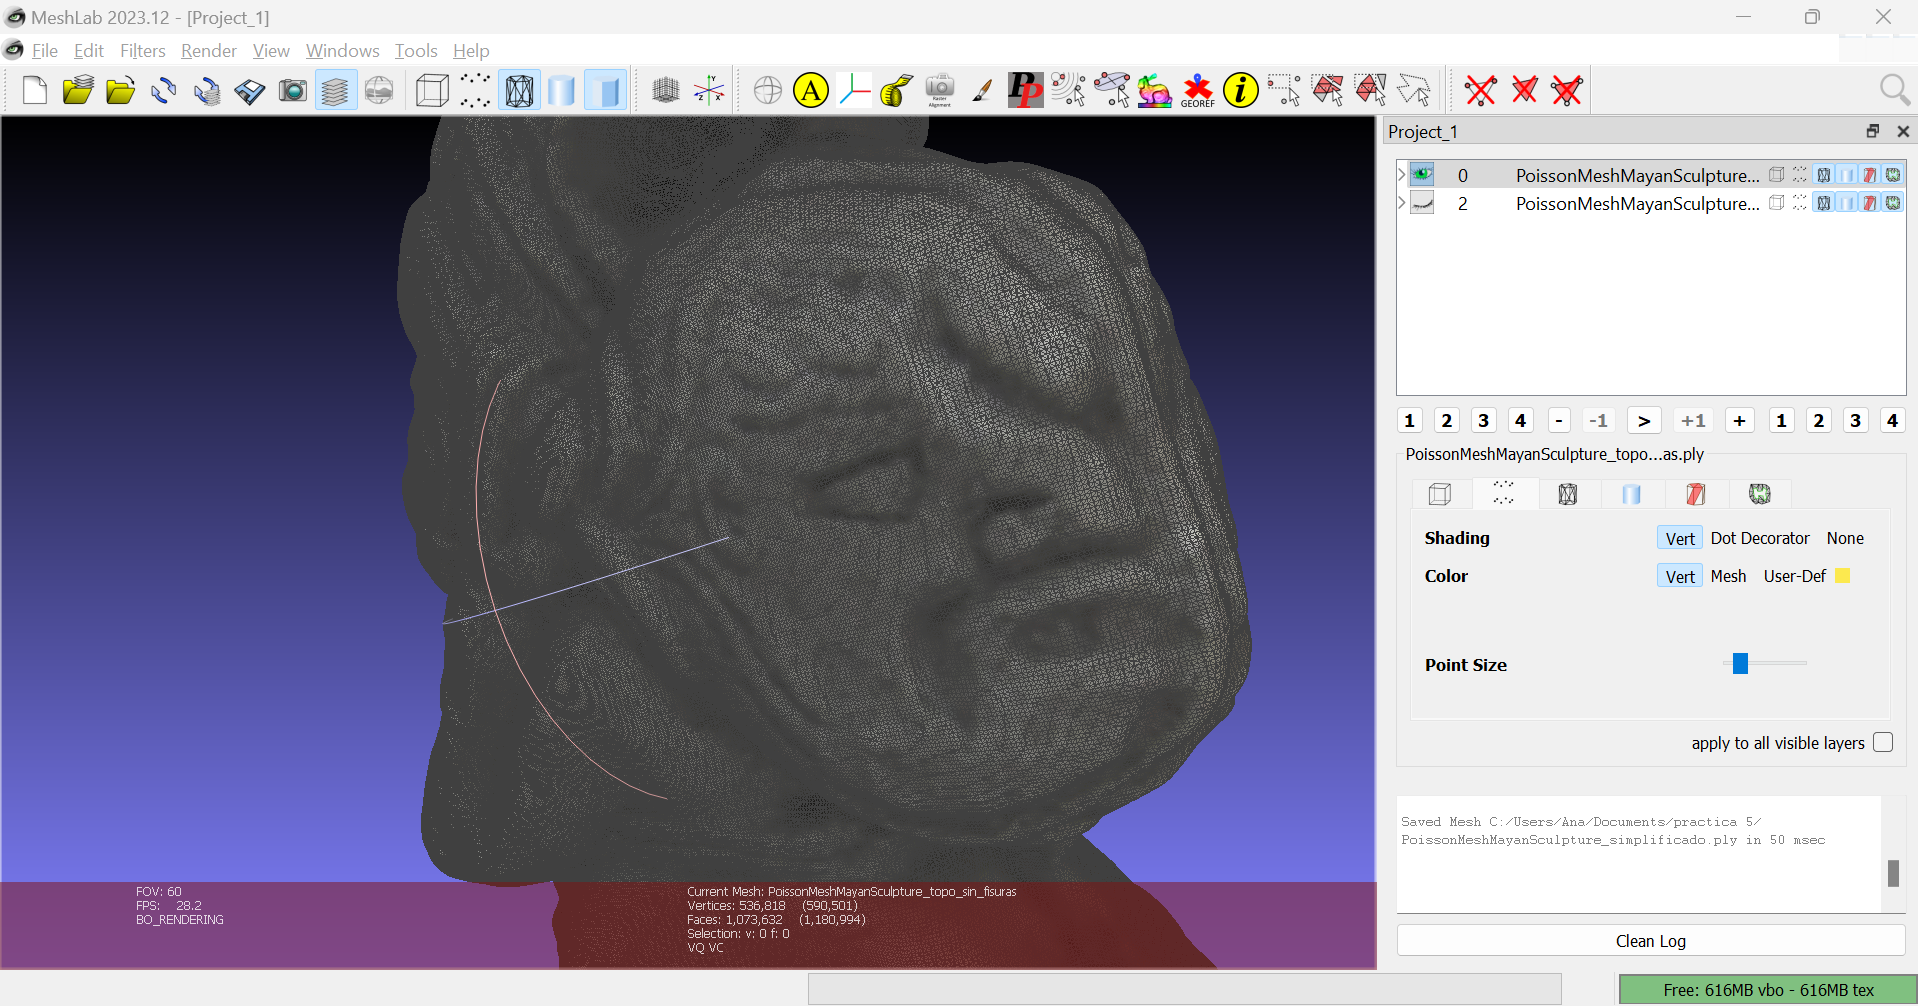 MeshLab 2023.12 - [Project_1]
File Edit Filters Render View Windows Tools Help
A
Raster Alignment
PP
GEOREF
i
Project_1
0 PoissonMeshMayanSculpture...
2 PoissonMeshMayanSculpture...
1 2 3 4 - -1 > +1 + 1 2 3 4
PoissonMeshMayanSculpture_topo...as.ply
Shading Vert Dot Decorator None
Color Vert Mesh User-Def
Point Size
apply to all visible layers
Saved Mesh C:/Users/Ana/Documents/practica 5/
PoissonMeshMayanSculpture_simplificado.ply in 50 msec
Clean Log
FOV: 60
FPS: 28.2
BO_RENDERING
Current Mesh: PoissonMeshMayanSculpture_topo_sin_fisuras
Vertices: 536,818 (590,501)
Faces: 1,073,632 (1,180,994)
Selection: v: 0 f: 0
VQ VC
Free: 616MB vbo - 616MB tex